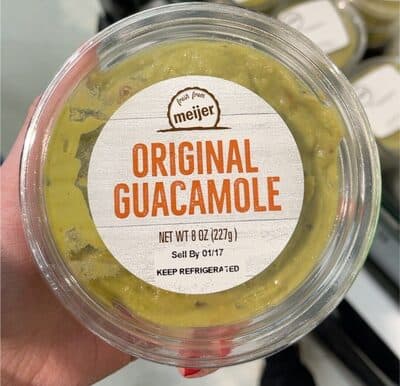 fresh from
meijer
ORIGINAL
GUACAMOLE
NET WT 8 OZ (227g)
Sell By 01/17
KEEP REFRIGERATED